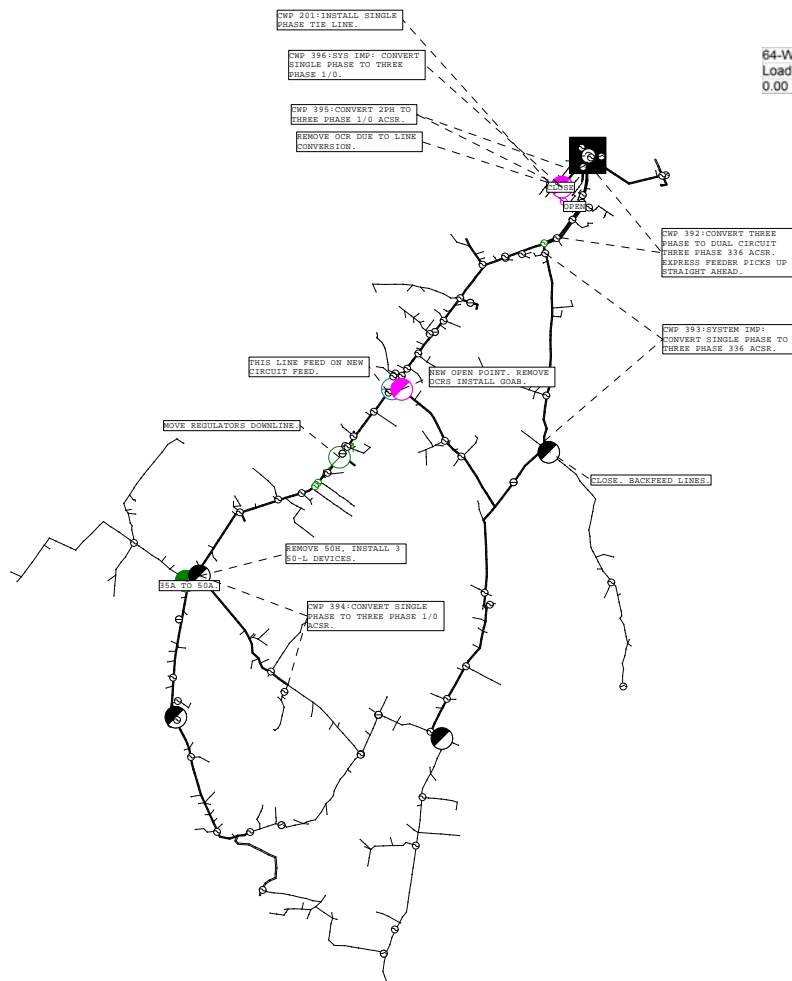 CWP 201:INSTALL SINGLE
PHASE TIE LINE.
CWP 396:SYS IMP: CONVERT
SINGLE PHASE TO THREE
PHASE 1/0.
64-W
Load
0.00
CWP 395:CONVERT 2PH TO
THREE PHASE 1/0 ACSR.
REMOVE OCR DUE TO LINE
CONVERSION.
CLOSE
OPEN
CWP 392:CONVERT THREE
PHASE TO DUAL CIRCUIT
THREE PHASE 336 ACSR.
EXPRESS FEEDER PICKS UP
STRAIGHT AHEAD.
CWP 393:SYSTEM IMP:
CONVERT SINGLE PHASE TO
THREE PHASE 336 ACSR.
THIS LINE FEED ON NEW
CIRCUIT FEED.
NEW OPEN POINT. REMOVE
OCRS INSTALL GOAB.
MOVE REGULATORS DOWNLINE.
CLOSE. BACKFEED LINES.
REMOVE 50H, INSTALL 3
50-L DEVICES.
35A TO 50A.
CWP 394:CONVERT SINGLE
PHASE TO THREE PHASE 1/0
ACSR.